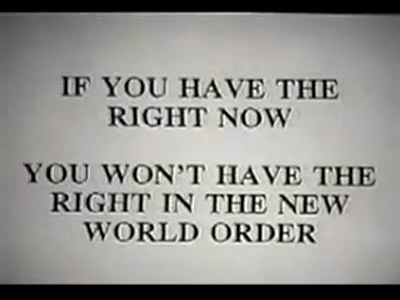 IF YOU HAVE THE
RIGHT NOW
YOU WON'T HAVE THE
RIGHT IN THE NEW
WORLD ORDER